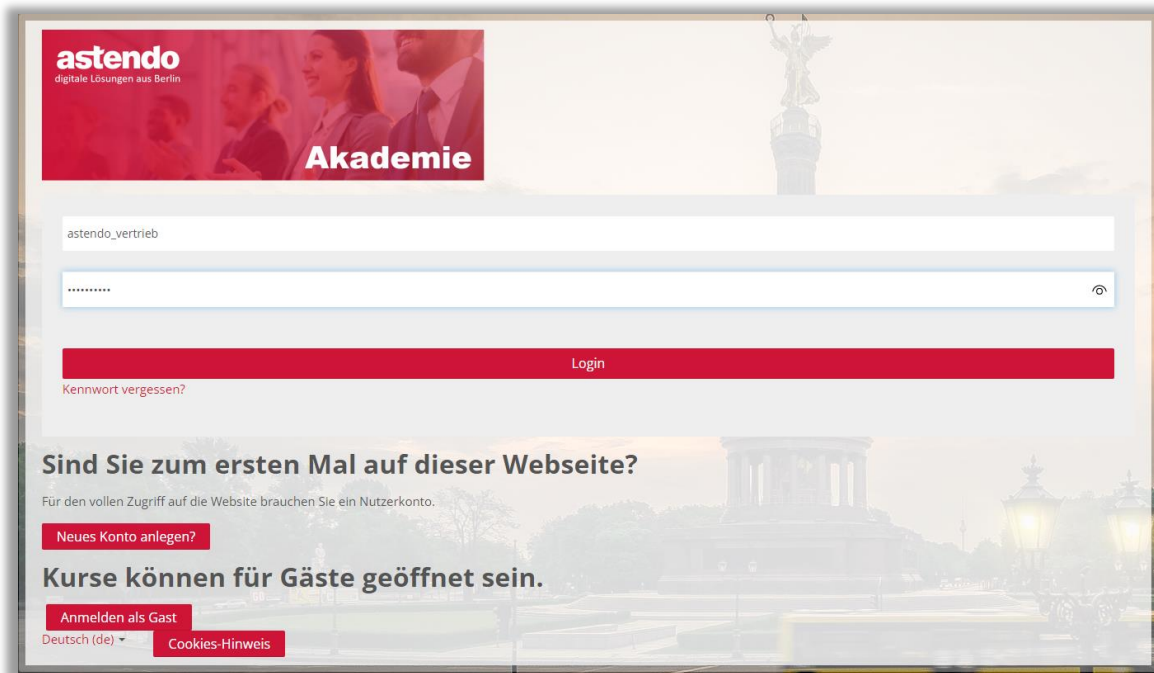 astendo
digitale Lösungen aus Berlin
Akademie
astendo_vertrieb
••••••••••
Login
Kennwort vergessen?
Sind Sie zum ersten Mal auf dieser Webseite?
Für den vollen Zugriff auf die Website brauchen Sie ein Nutzerkonto.
Neues Konto anlegen?
Kurse können für Gäste geöffnet sein.
Anmelden als Gast
Deutsch (de) Cookies-Hinweis